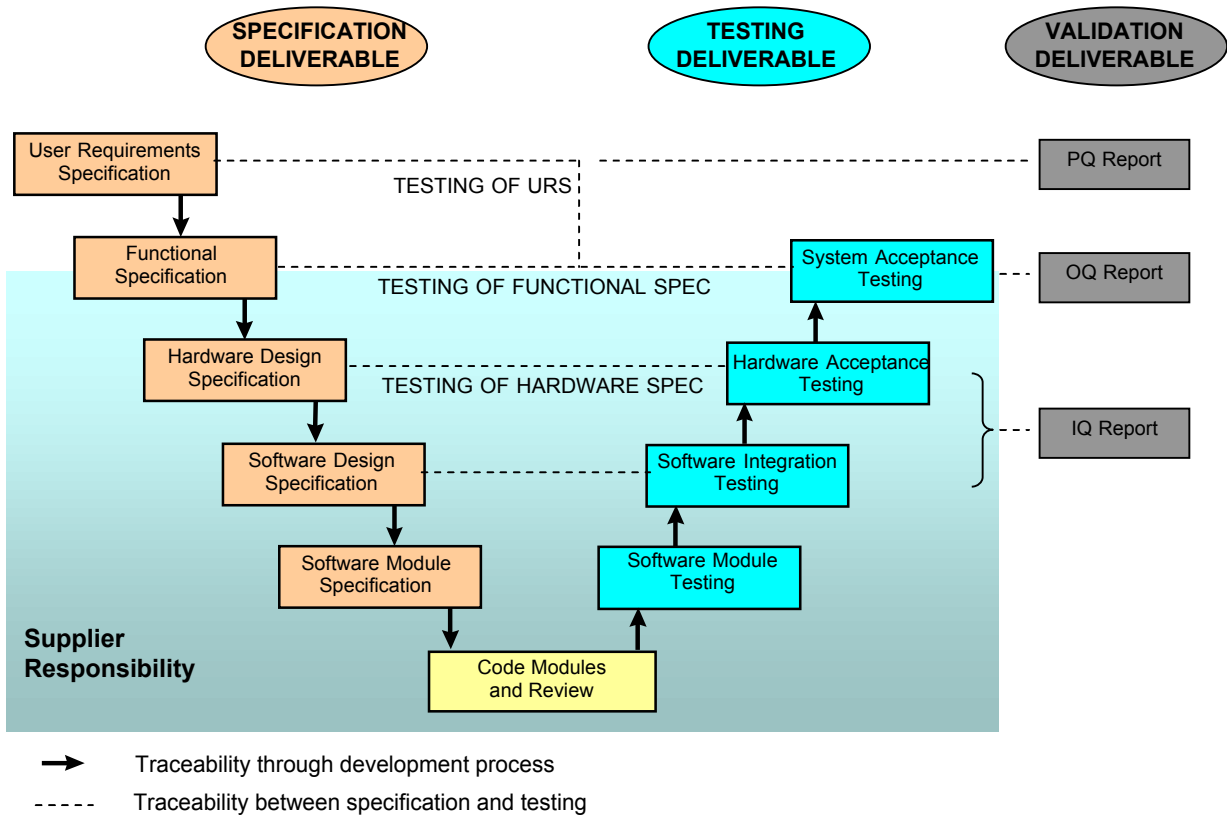 SPECIFICATION
DELIVERABLE
TESTING
DELIVERABLE
VALIDATION
DELIVERABLE
User Requirements
Specification
TESTING OF URS
PQ Report
Functional
Specification
TESTING OF FUNCTIONAL SPEC
System Acceptance
Testing
OQ Report
Hardware Design
Specification
TESTING OF HARDWARE SPEC
Hardware Acceptance
Testing
Software Design
Specification
Software Integration
Testing
IQ Report
Software Module
Specification
Software Module
Testing
Supplier
Responsibility
Code Modules
and Review
Traceability through development process
Traceability between specification and testing